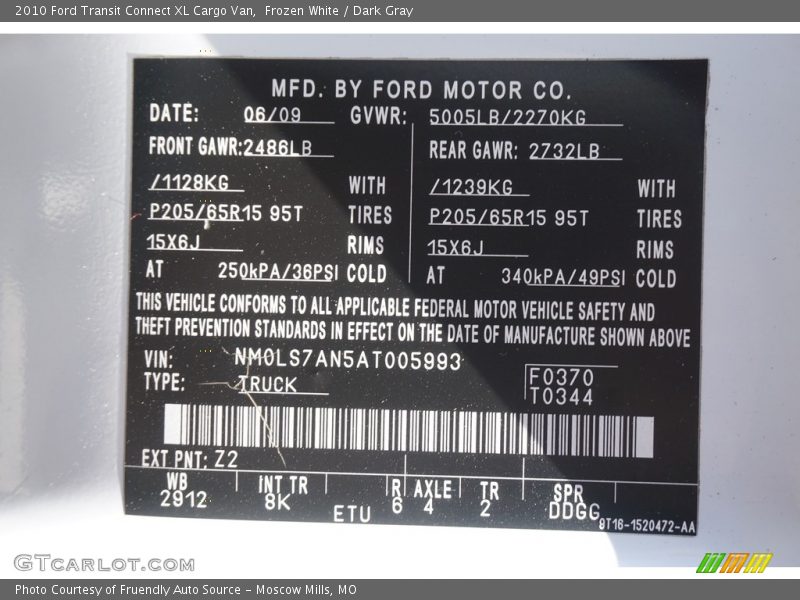 2010 Ford Transit Connect XL Cargo Van,  Frozen White / Dark Gray
MFD. BY FORD MOTOR CO.
DATE: 06/09 GVWR: 5005LB/2270KG
FRONT GAWR:2486LB REAR GAWR: 2732LB
/1128KG WITH /1239KG WITH
P205/65R15 95T TIRES P205/65R15 95T TIRES
15X6J RIMS 15X6J RIMS
AT 250kPA/36PSI COLD AT 340kPA/49PSI COLD
THIS VEHICLE CONFORMS TO ALL APPLICABLE FEDERAL MOTOR VEHICLE SAFETY AND
THEFT PREVENTION STANDARDS IN EFFECT ON THE DATE OF MANUFACTURE SHOWN ABOVE
VIN: NM0LS7AN5AT005993
TYPE: TRUCK
F0370
T0344
EXT PNT: Z2
WB INT TR R AXLE TR SPR
2912 8K 6 4 2 DDGG
ETU
9T16-1520472-AA
GTCARLOT.COM
Photo Courtesy of Fruendly Auto Source - Moscow Mills, MO